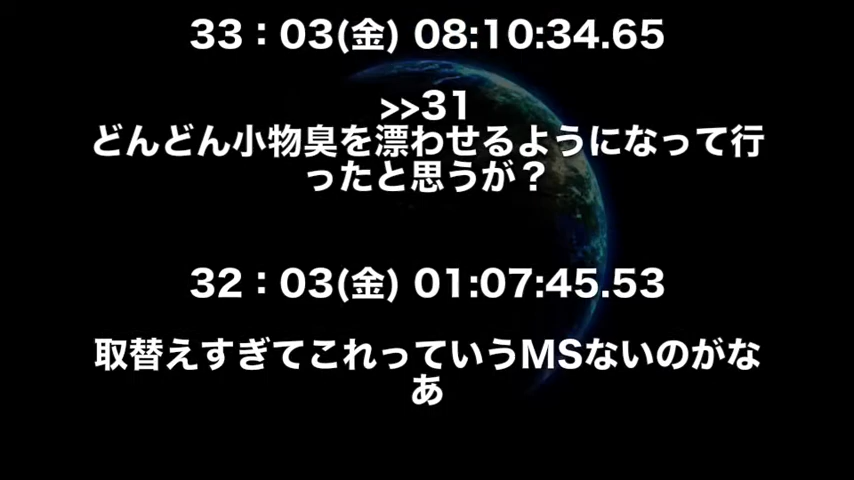 33：03(金) 08:10:34.65
>>31
どんどん小物臭を漂わせるようになって行
ったと思うが？
32：03(金) 01:07:45.53
取替えすぎてこれっていうMSないのがな
あ